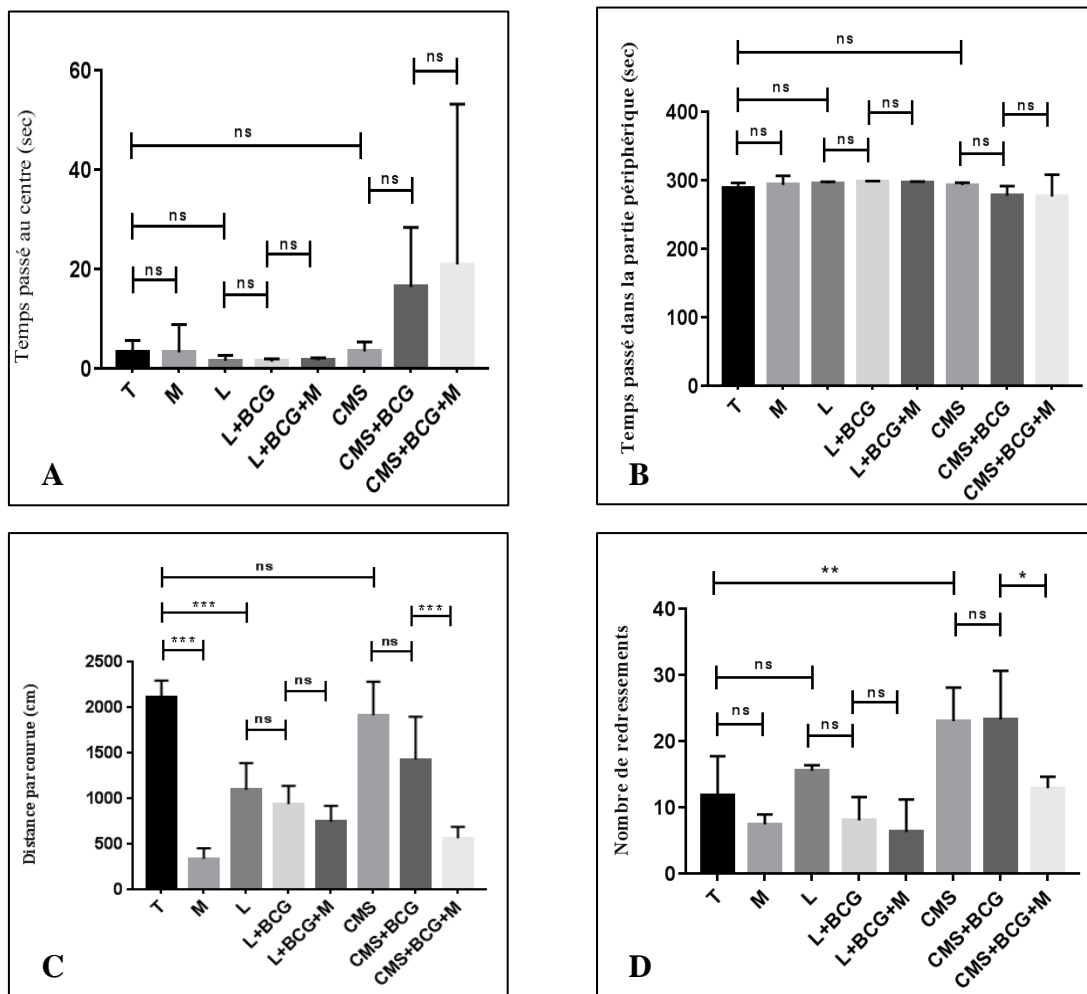 Temps passé au centre (sec)
60
40
20
0
ns
ns
ns
ns
ns
ns
ns
T
M
L
L+BCG
L+BCG+M
CMS
CMS+BCG
CMS+BCG+M
A
Temps passé dans la partie périphérique (sec)
400
300
200
100
0
ns
ns
ns
ns
ns
ns
ns
T
M
L
L+BCG
L+BCG+M
CMS
CMS+BCG
CMS+BCG+M
B
Distance parcourue (cm)
2500
2000
1500
1000
500
0
ns
***
***
***
ns
ns
ns
T
M
L
L+BCG
L+BCG+M
CMS
CMS+BCG
CMS+BCG+M
C
Nombre de redressements
40
30
20
10
0
**
*
ns
ns
ns
ns
ns
T
M
L
L+BCG
L+BCG+M
CMS
CMS+BCG
CMS+BCG+M
D